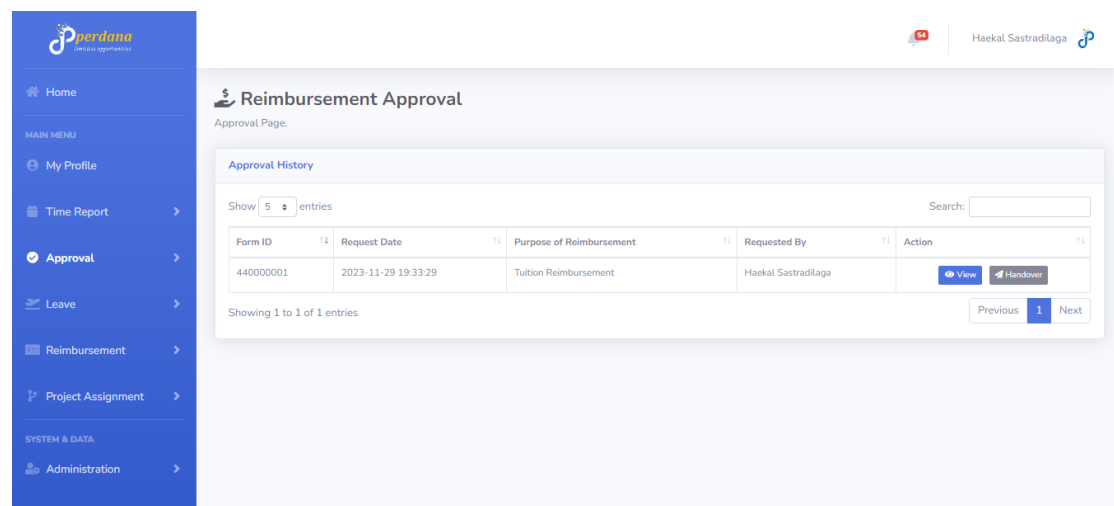 perdana
limitless opportunities
54
Haekal Sastradilaga
Home
MAIN MENU
My Profile
Time Report
Approval
Leave
Reimbursement
Project Assignment
SYSTEM & DATA
Administration
Reimbursement Approval
Approval Page.
Approval History
Show 5 entries
Search:
Form ID Request Date Purpose of Reimbursement Requested By Action
440000001 2023-11-29 19:33:29 Tuition Reimbursement Haekal Sastradilaga View Handover
Showing 1 to 1 of 1 entries
Previous 1 Next